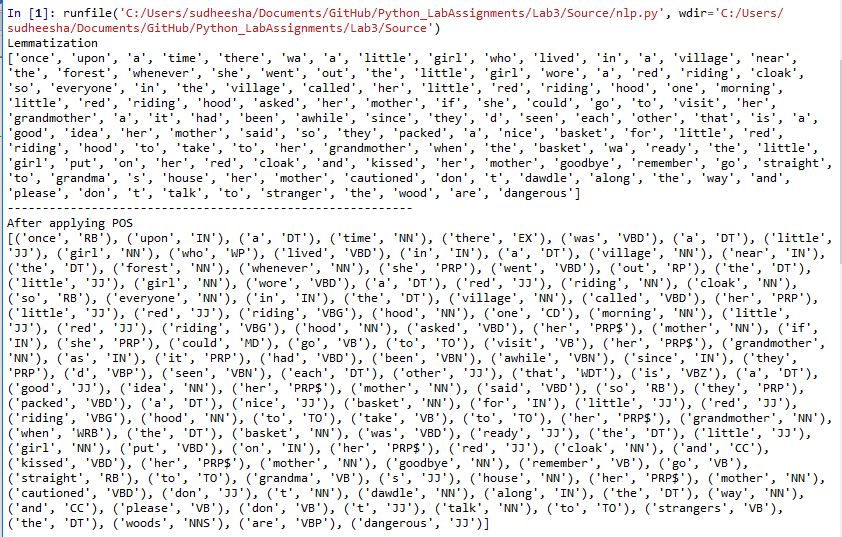 In [1]: runfile('C:/Users/sudheesha/Documents/GitHub/Python_LabAssignments/Lab3/Source/nlp.py', wdir='C:/Users/
sudheesha/Documents/GitHub/Python_LabAssignments/Lab3/Source')
Lemmatization
['once', 'upon', 'a', 'time', 'there', 'wa', 'a', 'little', 'girl', 'who', 'lived', 'in', 'a', 'village', 'near',
'the', 'forest', 'whenever', 'she', 'went', 'out', 'the', 'little', 'girl', 'wore', 'a', 'red', 'riding', 'cloak',
'so', 'everyone', 'in', 'the', 'village', 'called', 'her', 'little', 'red', 'riding', 'hood', 'one', 'morning',
'little', 'red', 'riding', 'hood', 'asked', 'her', 'mother', 'if', 'she', 'could', 'go', 'to', 'visit', 'her',
'grandmother', 'a', 'it', 'had', 'been', 'awhile', 'since', 'they', 'd', 'seen', 'each', 'other', 'that', 'is', 'a',
'good', 'idea', 'her', 'mother', 'said', 'so', 'they', 'packed', 'a', 'nice', 'basket', 'for', 'little', 'red',
'riding', 'hood', 'to', 'take', 'to', 'her', 'grandmother', 'when', 'the', 'basket', 'wa', 'ready', 'the', 'little',
'girl', 'put', 'on', 'her', 'red', 'cloak', 'and', 'kissed', 'her', 'mother', 'goodbye', 'remember', 'go', 'straight',
'to', 'grandma', 's', 'house', 'her', 'mother', 'cautioned', 'don', 't', 'dawdle', 'along', 'the', 'way', 'and',
'please', 'don', 't', 'talk', 'to', 'stranger', 'the', 'wood', 'are', 'dangerous']
------------------------------------------------------
After applying POS
[('once', 'RB'), ('upon', 'IN'), ('a', 'DT'), ('time', 'NN'), ('there', 'EX'), ('was', 'VBD'), ('a', 'DT'), ('little',
'JJ'), ('girl', 'NN'), ('who', 'WP'), ('lived', 'VBD'), ('in', 'IN'), ('a', 'DT'), ('village', 'NN'), ('near', 'IN'),
('the', 'DT'), ('forest', 'NN'), ('whenever', 'NN'), ('she', 'PRP'), ('went', 'VBD'), ('out', 'RP'), ('the', 'DT'),
('little', 'JJ'), ('girl', 'NN'), ('wore', 'VBD'), ('a', 'DT'), ('red', 'JJ'), ('riding', 'NN'), ('cloak', 'NN'),
('so', 'RB'), ('everyone', 'NN'), ('in', 'IN'), ('the', 'DT'), ('village', 'NN'), ('called', 'VBD'), ('her', 'PRP'),
('little', 'JJ'), ('red', 'JJ'), ('riding', 'VBG'), ('hood', 'NN'), ('one', 'CD'), ('morning', 'NN'), ('little',
'JJ'), ('red', 'JJ'), ('riding', 'VBG'), ('hood', 'NN'), ('asked', 'VBD'), ('her', 'PRP$'), ('mother', 'NN'), ('if',
'IN'), ('she', 'PRP'), ('could', 'MD'), ('go', 'VB'), ('to', 'TO'), ('visit', 'VB'), ('her', 'PRP$'), ('grandmother',
'NN'), ('as', 'IN'), ('it', 'PRP'), ('had', 'VBD'), ('been', 'VBN'), ('awhile', 'VBN'), ('since', 'IN'), ('they',
'PRP'), ('d', 'VBP'), ('seen', 'VBN'), ('each', 'DT'), ('other', 'JJ'), ('that', 'WDT'), ('is', 'VBZ'), ('a', 'DT'),
('good', 'JJ'), ('idea', 'NN'), ('her', 'PRP$'), ('mother', 'NN'), ('said', 'VBD'), ('so', 'RB'), ('they', 'PRP'),
('packed', 'VBD'), ('a', 'DT'), ('nice', 'JJ'), ('basket', 'NN'), ('for', 'IN'), ('little', 'JJ'), ('red', 'JJ'),
('riding', 'VBG'), ('hood', 'NN'), ('to', 'TO'), ('take', 'VB'), ('to', 'TO'), ('her', 'PRP$'), ('grandmother', 'NN'),
('when', 'WRB'), ('the', 'DT'), ('basket', 'NN'), ('was', 'VBD'), ('ready', 'JJ'), ('the', 'DT'), ('little', 'JJ'),
('girl', 'NN'), ('put', 'VBD'), ('on', 'IN'), ('her', 'PRP$'), ('red', 'JJ'), ('cloak', 'NN'), ('and', 'CC'),
('kissed', 'VBD'), ('her', 'PRP$'), ('mother', 'NN'), ('goodbye', 'NN'), ('remember', 'VB'), ('go', 'VB'),
('straight', 'RB'), ('to', 'TO'), ('grandma', 'VB'), ('s', 'JJ'), ('house', 'NN'), ('her', 'PRP$'), ('mother', 'NN'),
('cautioned', 'VBD'), ('don', 'JJ'), ('t', 'NN'), ('dawdle', 'NN'), ('along', 'IN'), ('the', 'DT'), ('way', 'NN'),
('and', 'CC'), ('please', 'VB'), ('don', 'VB'), ('t', 'JJ'), ('talk', 'NN'), ('to', 'TO'), ('strangers', 'VB'),
('the', 'DT'), ('woods', 'NNS'), ('are', 'VBP'), ('dangerous', 'JJ')]